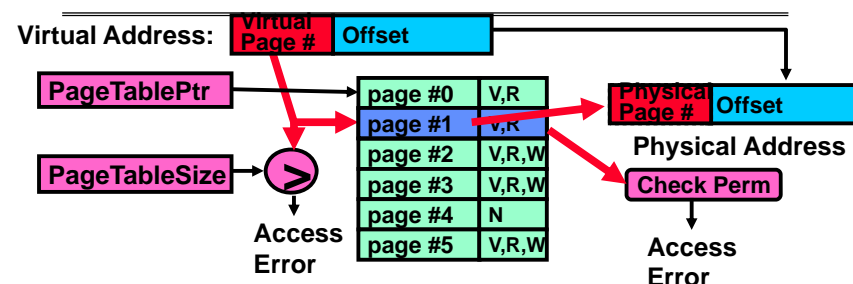 Virtual Address:
Virtual
Page #
Offset
PageTablePtr
page #0 V,R
page #1 V,R
page #2 V,R,W
page #3 V,R,W
page #4 N
page #5 V,R,W
Physical
Page #
Offset
Physical Address
PageTableSize
>
Check Perm
Access
Error
Access
Error